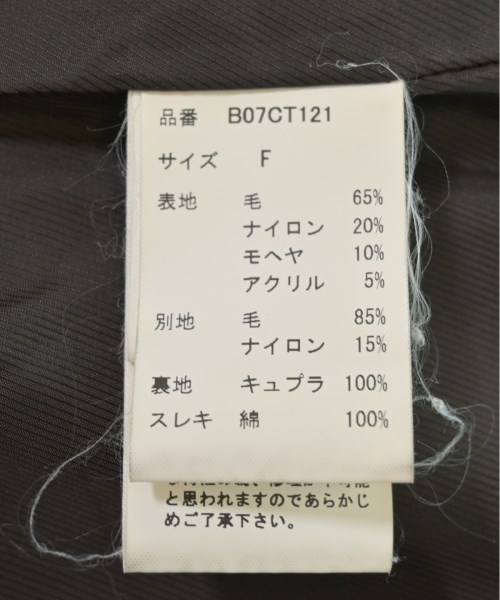 品番 B07CT121
サイズ F
表地 毛 65%
ナイロン 20%
モヘヤ 10%
アクリル 5%
別地 毛 85%
ナイロン 15%
裏地 キュプラ 100%
スレキ 綿 100%
と思われますのであらかじ
めご了承下さい。